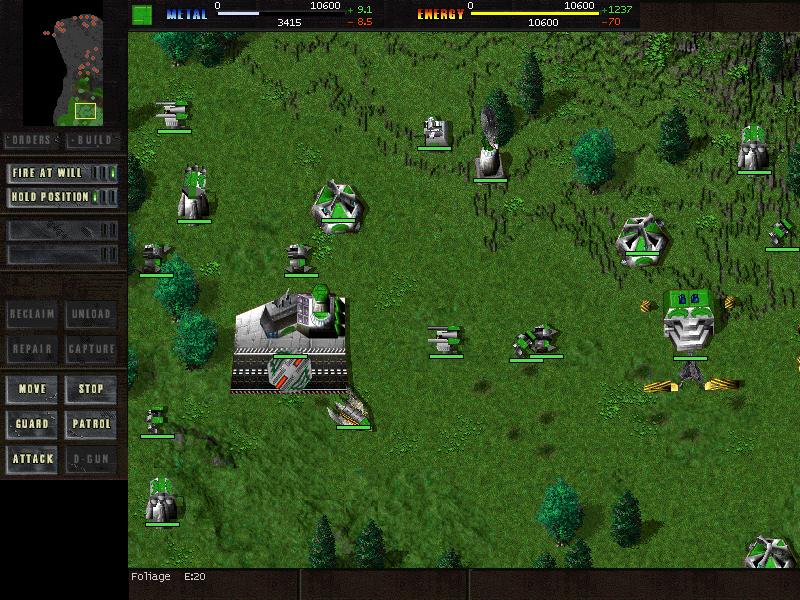 METAL 0 10600 + 9.1
3415 - 8.5
ENERGY 0 10600 +1237
10600 -70
ORDERS BUILD
FIRE AT WILL
HOLD POSITION
RECLAIM UNLOAD
REPAIR CAPTURE
MOVE STOP
GUARD PATROL
ATTACK D-GUN
Foliage E:20